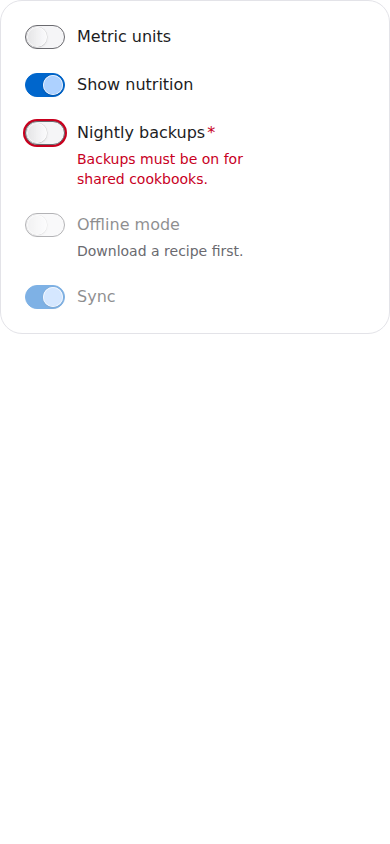 Metric units
Show nutrition
Nightly backups*
Backups must be on for
shared cookbooks.
Offline mode
Download a recipe first.
Sync